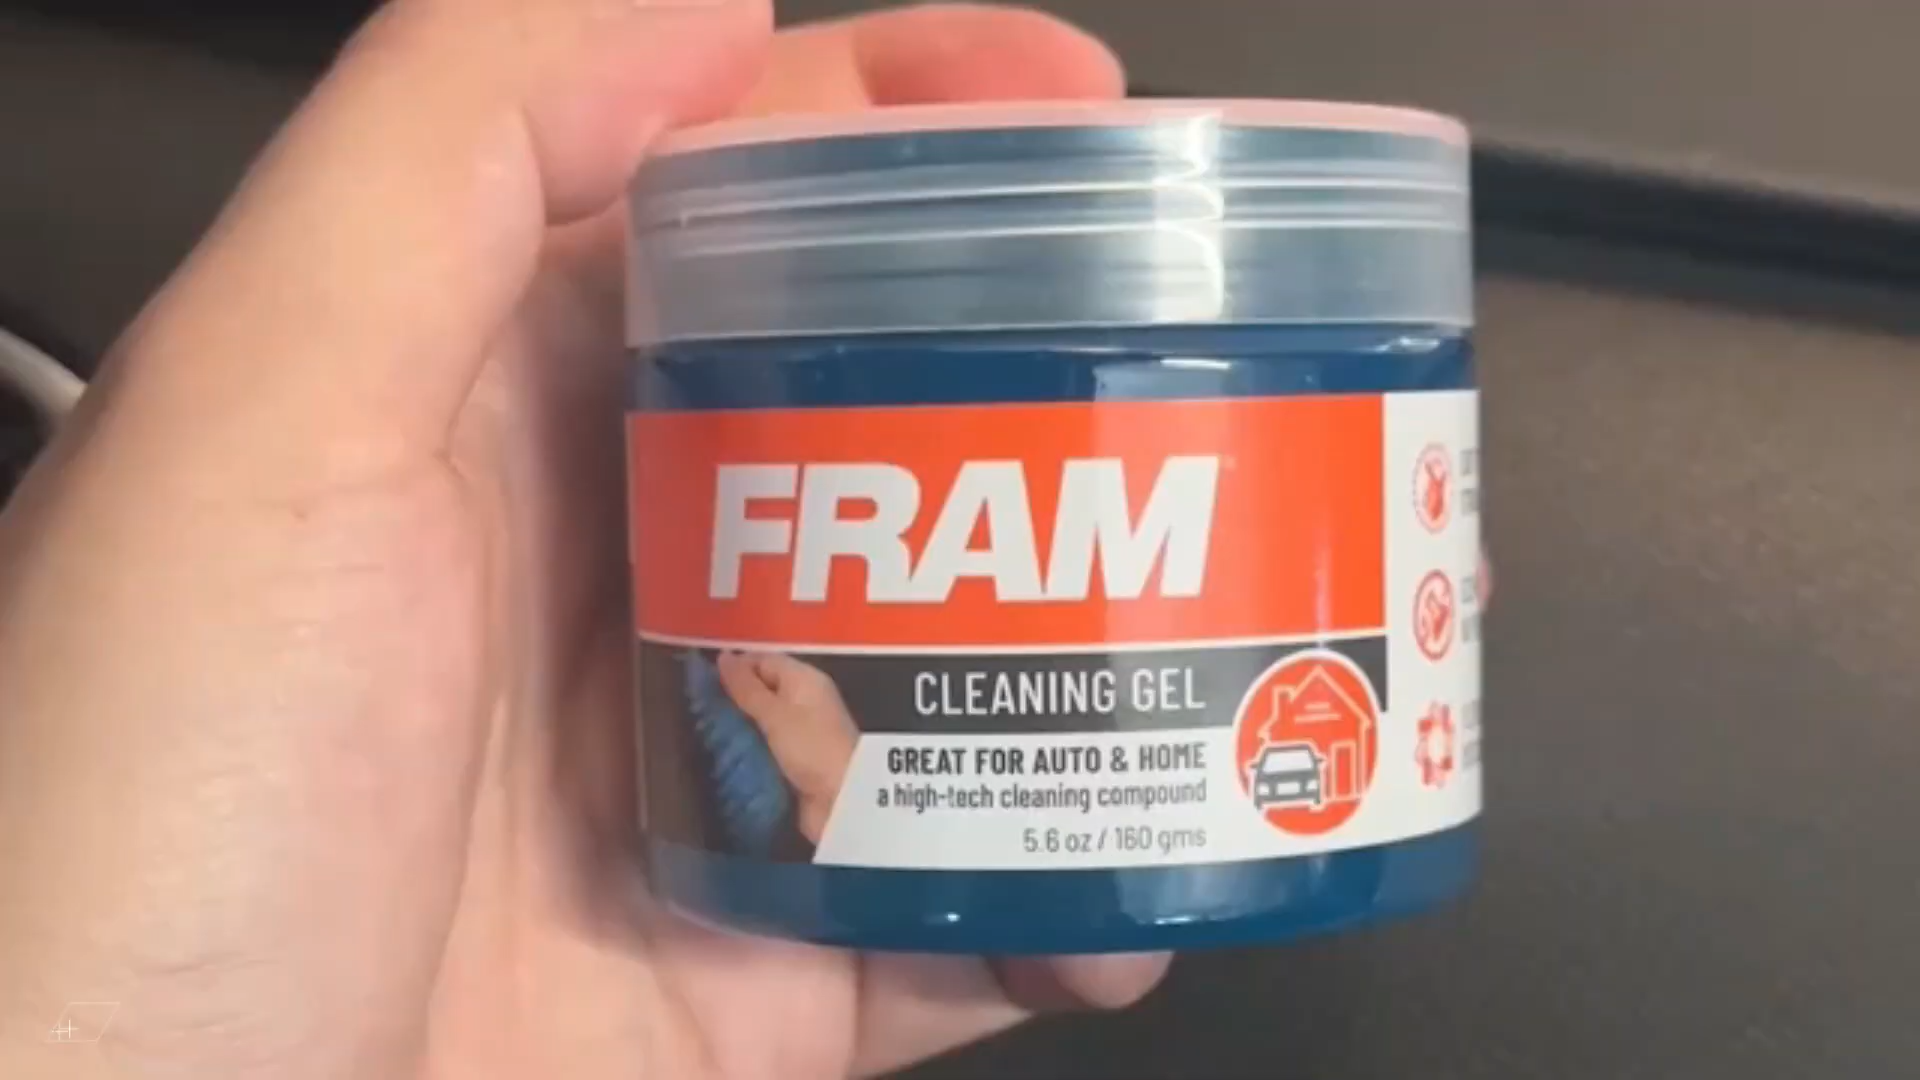 FRAM
CLEANING GEL
GREAT FOR AUTO & HOME
a high-tech cleaning compound
5.6 oz / 160 gms